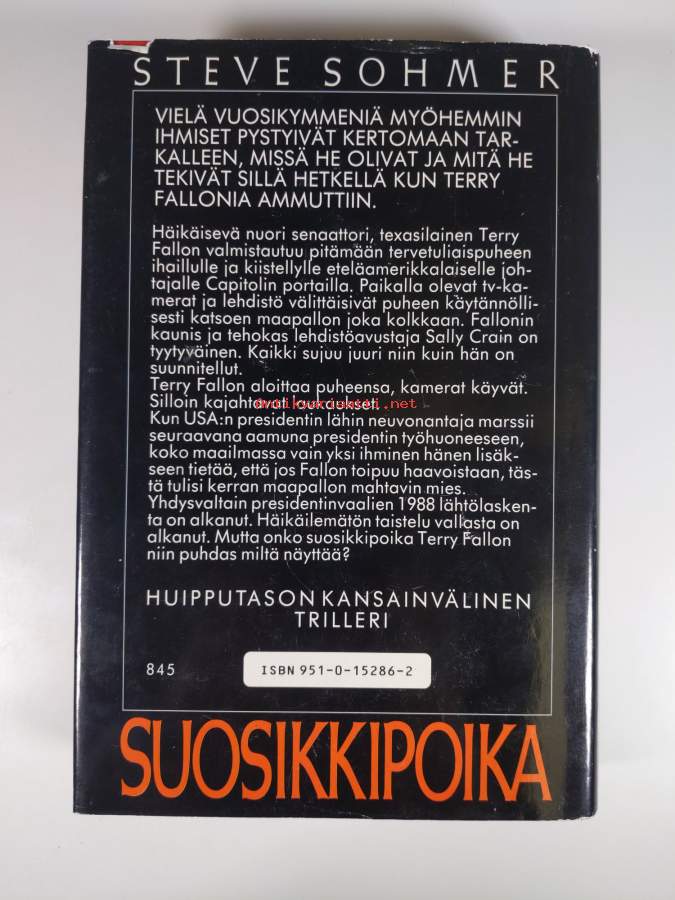 STEVE SOHMER
VIELÄ VUOSIKYMMENIÄ MYÖHEMMIN
IHMISET PYSTYIVÄT KERTOMAAN TAR-
KALLEEN, MISSÄ HE OLIVAT JA MITÄ HE
TEKIVÄT SILLÄ HETKELLÄ KUN TERRY
FALLONIA AMMUTTIIN.
Häikäisevä nuori senaattori, texasilainen Terry
Fallon valmistautuu pitämään tervetuliaispuheen
ihaillulle ja kiistellylle eteläamerikkalaiselle joh-
tajalle Capitolin portailla. Paikalla olevat tv-ka-
merat ja lehdistö välittäisivät puheen käytännölli-
sesti katsoen maapallon joka kolkkaan. Fallonin
kaunis ja tehokas lehdistöavustaja Sally Crain on
tyytyväinen. Kaikki sujuu juuri niin kuin hän on
suunnitellut.
Terry Fallon aloittaa puheensa, kamerat käyvät.
Silloin kajahtavat laukaukset.
antikvariaatti.net
Kun USA:n presidentin lähin neuvonantaja marssii
seuraavana aamuna presidentin työhuoneeseen,
koko maailmassa vain yksi ihminen hänen lisäk-
seen tietää, että jos Fallon toipuu haavoistaan, täs-
tä tulisi kerran maapallon mahtavin mies.
Yhdysvaltain presidentinvaalien 1988 lähtölasken-
ta on alkanut. Häikäilemätön taistelu vallasta on
alkanut. Mutta onko suosikkipoika Terry Fallon
niin puhdas miltä näyttää?
HUIPPUTASON KANSAINVÄLINEN
TRILLERI
845
ISBN 951-0-15286-2
SUOSIKKIPOIKA